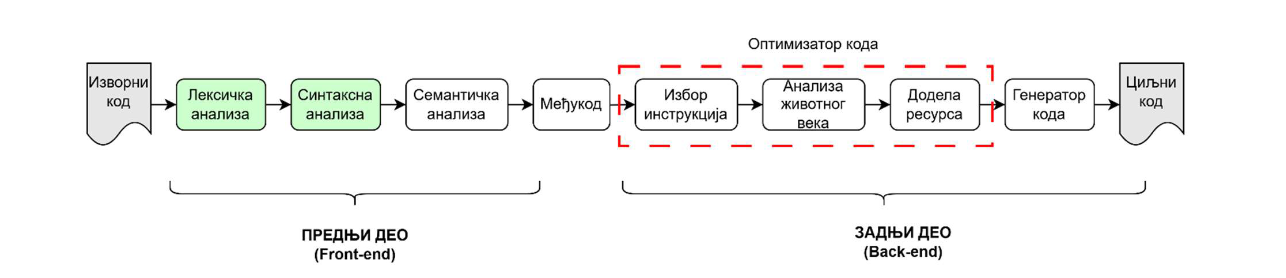 Оптимизатор кода
Изворни
код
Лексичка
анализа
Синтаксна
анализа
Семантичка
анализа
Међукод
Избор
инструкција
Анализа
животног
века
Додела
ресурса
Генератор
кода
Циљни
код
ПРЕДЊИ ДЕО
(Front-end)
ЗАДЊИ ДЕО
(Back-end)